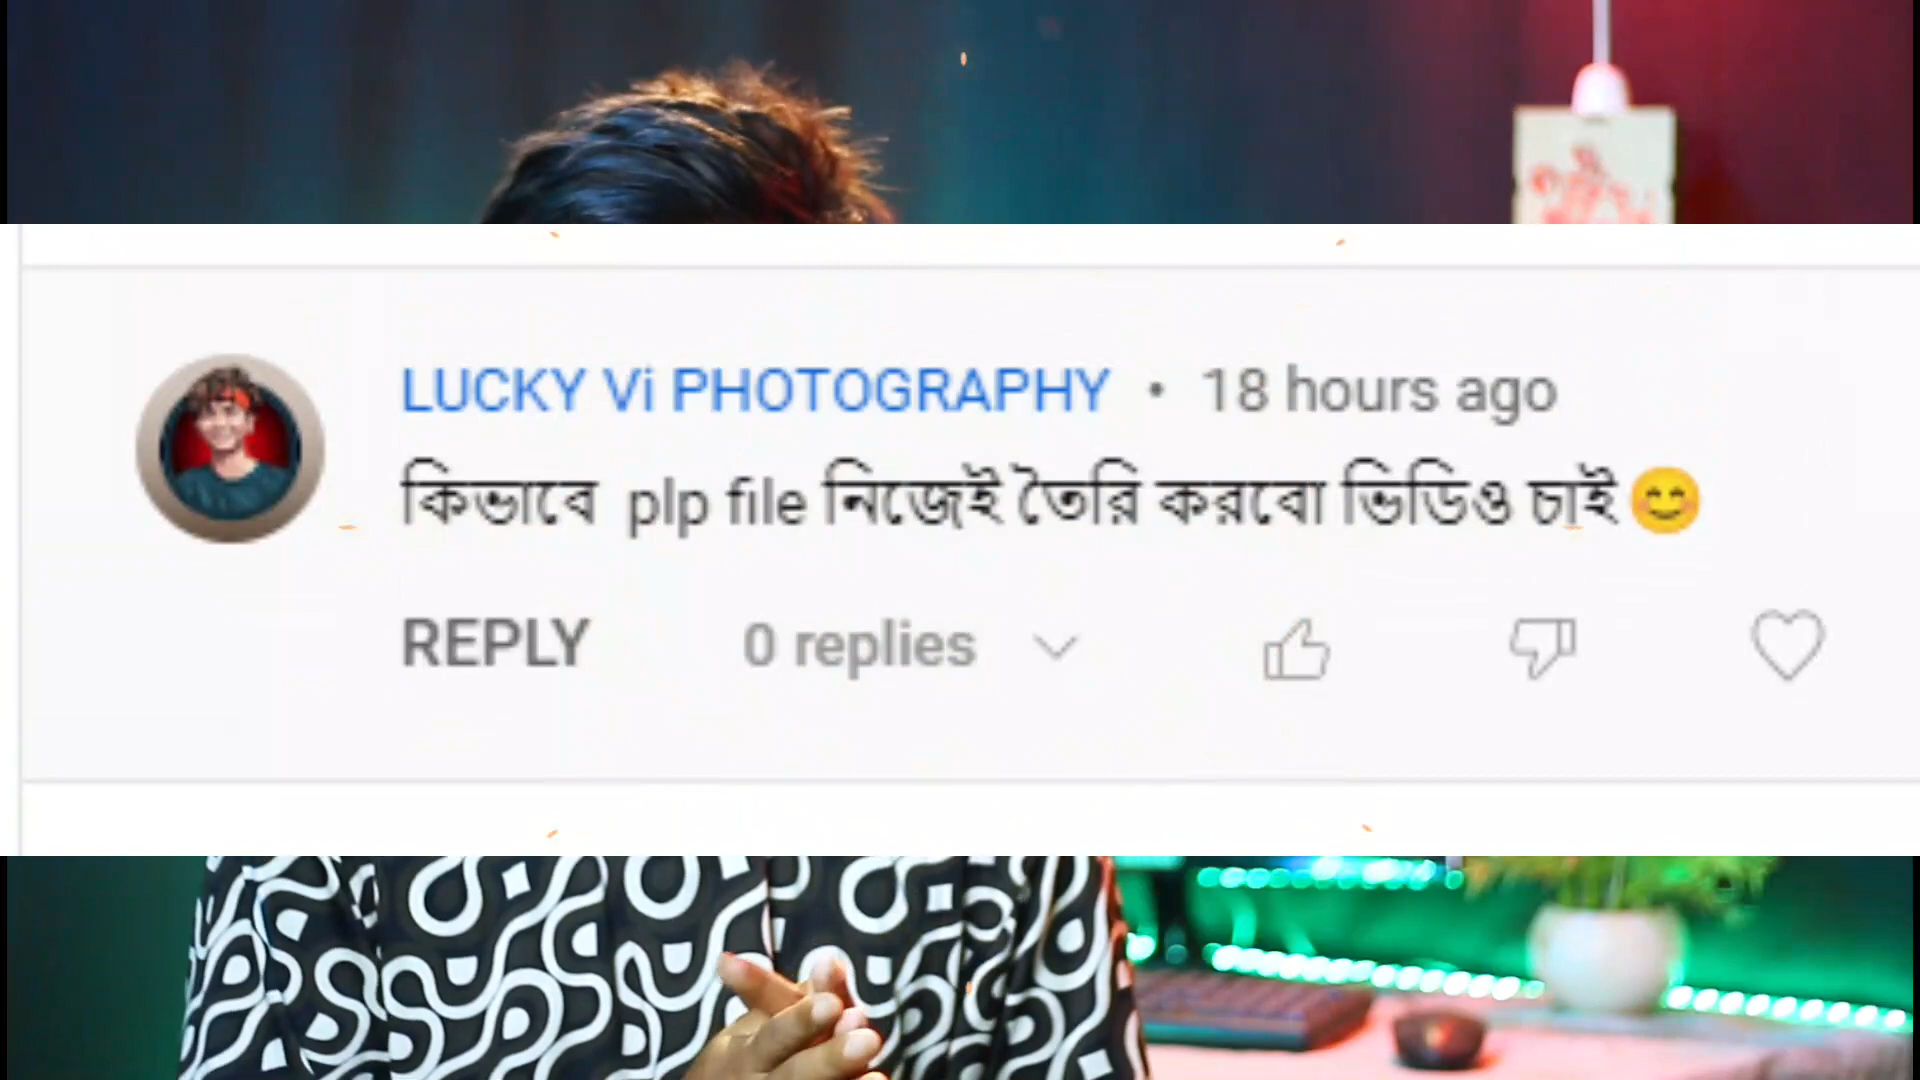 LUCKY Vi PHOTOGRAPHY • 18 hours ago
কিভাবে plp file নিজেই তৈরি করবো ভিডিও চাই😊
REPLY 0 replies